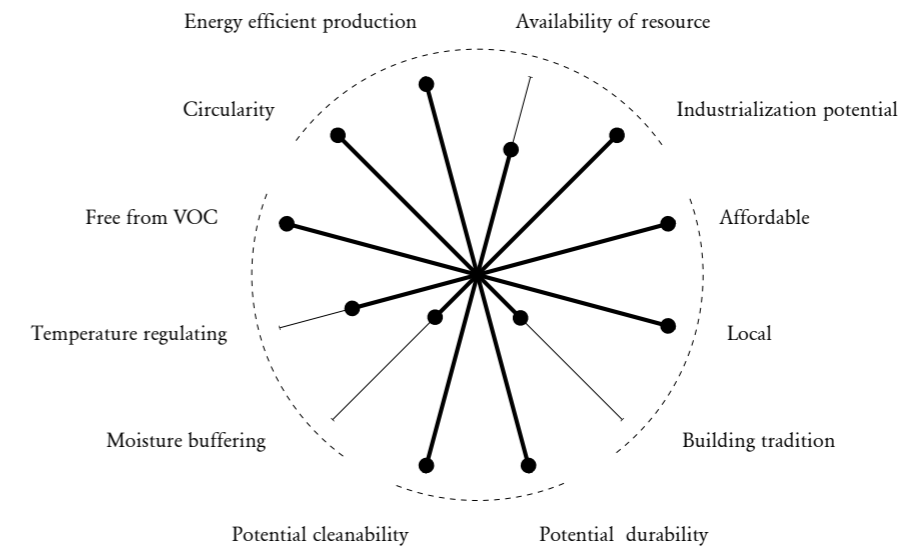 Energy efficient production
Availability of resource
Circularity
Industrialization potential
Free from VOC
Affordable
Temperature regulating
Local
Moisture buffering
Building tradition
Potential cleanability
Potential  durability